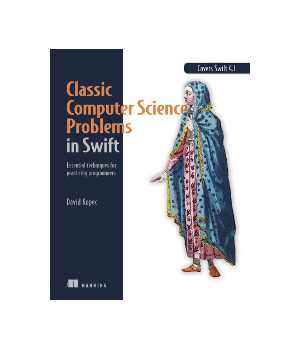 Covers Swift 4.1
Classic
Computer Science
Problems
in Swift
Essential techniques for
practicing programmers
David Kopec
MANNING